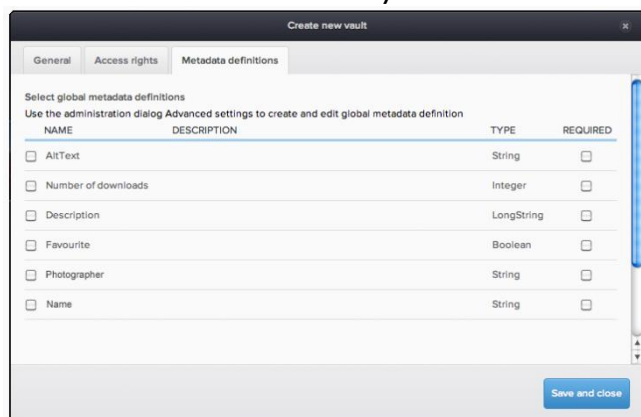 Create new vault
General Access rights Metadata definitions
Select global metadata definitions
Use the administration dialog Advanced settings to create and edit global metadata definition
NAME DESCRIPTION TYPE REQUIRED
AltText String
Number of downloads Integer
Description LongString
Favourite Boolean
Photographer String
Name String
Save and close